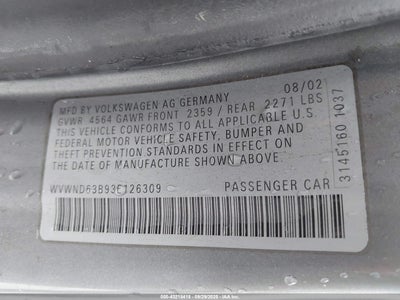 08/02
MFD BY VOLKSWAGEN AG GERMANY
GVWR 4564 GAWR FRONT 2359 / REAR 2271 LBS
THIS VEHICLE CONFORMS TO ALL APPLICABLE U.S.
FEDERAL MOTOR VEHICLE SAFETY, BUMPER AND
THEFT PREVENTION STANDARDS IN EFFECT ON THE
DATE OF MANUFACTURE SHOWN ABOVE.
WVWND63B93E126309 PASSENGER CAR
3145160 1037